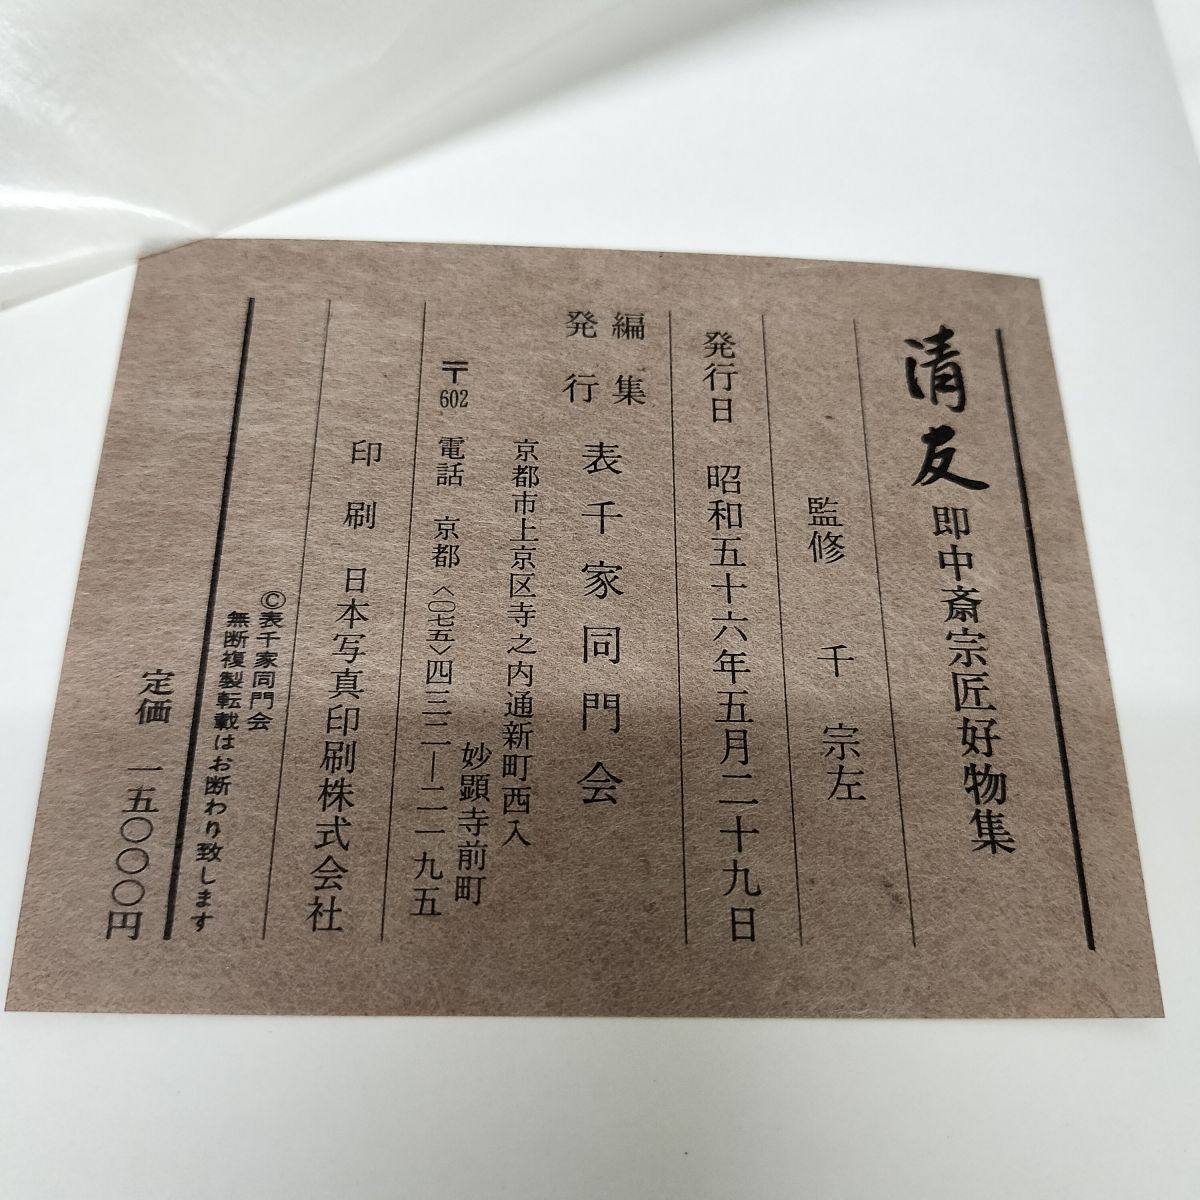 清友 即中斎宗匠好物集
監修 千 宗左
発行日 昭和五十六年五月二十九日
編集
発行 表千家同門会
京都市上京区寺之内通新町西入
妙顕寺前町
〒602 電話 京都〈〇七五〉四三二―二一九五
印刷 日本写真印刷株式会社
©表千家同門会
無断複製転載はお断わり致します
定価 一五〇〇〇円